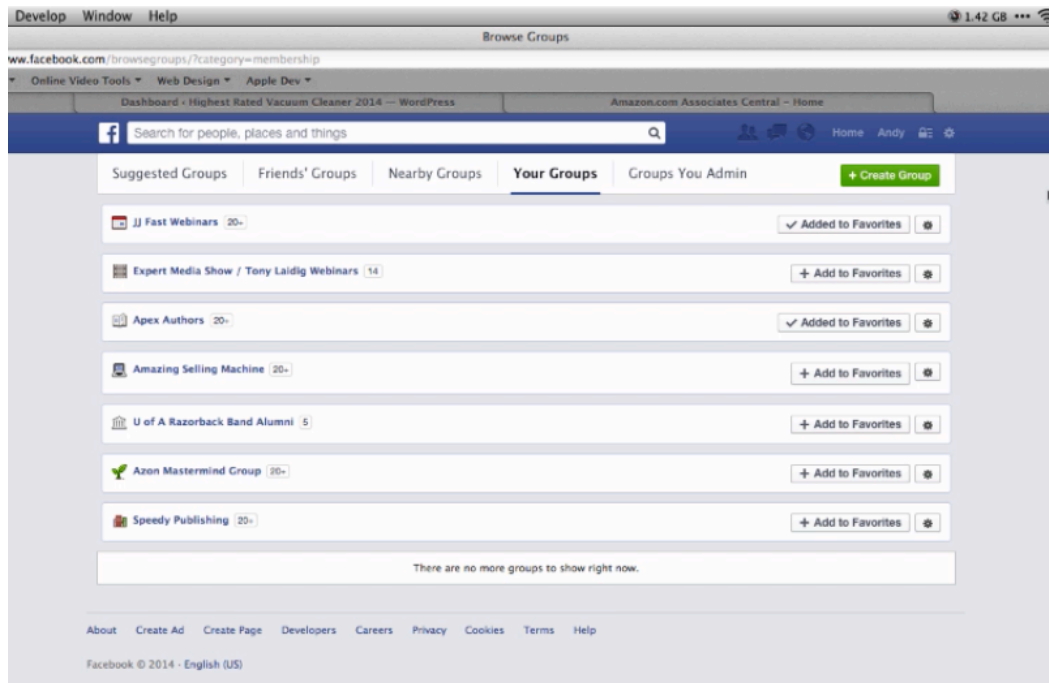 Develop Window Help 1.42 GB
Browse Groups
ww.facebook.com/browsegroups/?category=membership
Online Video Tools Web Design Apple Dev
Dashboard ‹ Highest Rated Vacuum Cleaner 2014 — WordPress Amazon.com Associates Central – Home
f Search for people, places and things Home Andy
Suggested Groups Friends' Groups Nearby Groups Your Groups Groups You Admin + Create Group
JJ Fast Webinars 20+ Added to Favorites
Expert Media Show / Tony Laidig Webinars 14 + Add to Favorites
Apex Authors 20+ Added to Favorites
Amazing Selling Machine 20+ + Add to Favorites
U of A Razorback Band Alumni 5 + Add to Favorites
Azon Mastermind Group 20+ + Add to Favorites
Speedy Publishing 20+ + Add to Favorites
There are no more groups to show right now.
About Create Ad Create Page Developers Careers Privacy Cookies Terms Help
Facebook © 2014 · English (US)